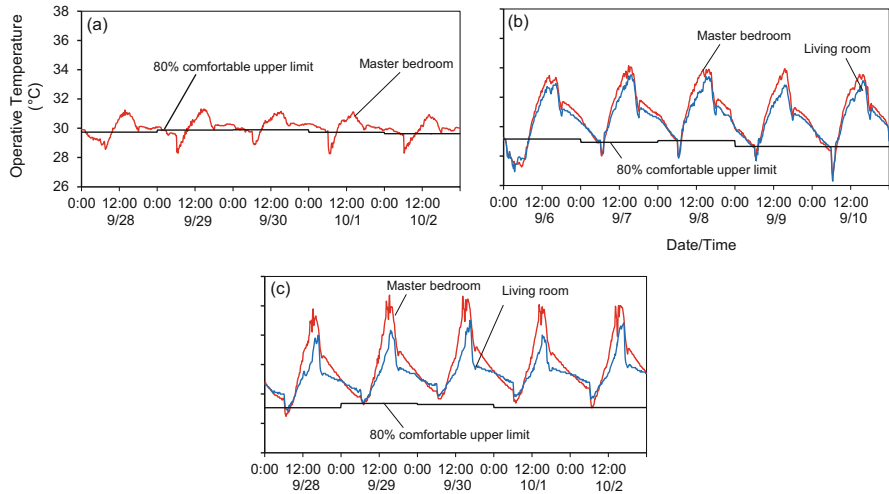 (a)
38
36
34
32
30
28
26
Operative Temperature
(°C)
80% comfortable upper limit
Master bedroom
0:00 12:00 0:00 12:00 0:00 12:00 0:00 12:00 0:00 12:00
9/28 9/29 9/30 10/1 10/2
(b)
Master bedroom
Living room
80% comfortable upper limit
0:00 12:00 0:00 12:00 0:00 12:00 0:00 12:00 0:00 12:00
9/6 9/7 9/8 9/9 9/10
Date/Time
(c)
Master bedroom
Living room
80% comfortable upper limit
0:00 12:00 0:00 12:00 0:00 12:00 0:00 12:00 0:00 12:00
9/28 9/29 9/30 10/1 10/2